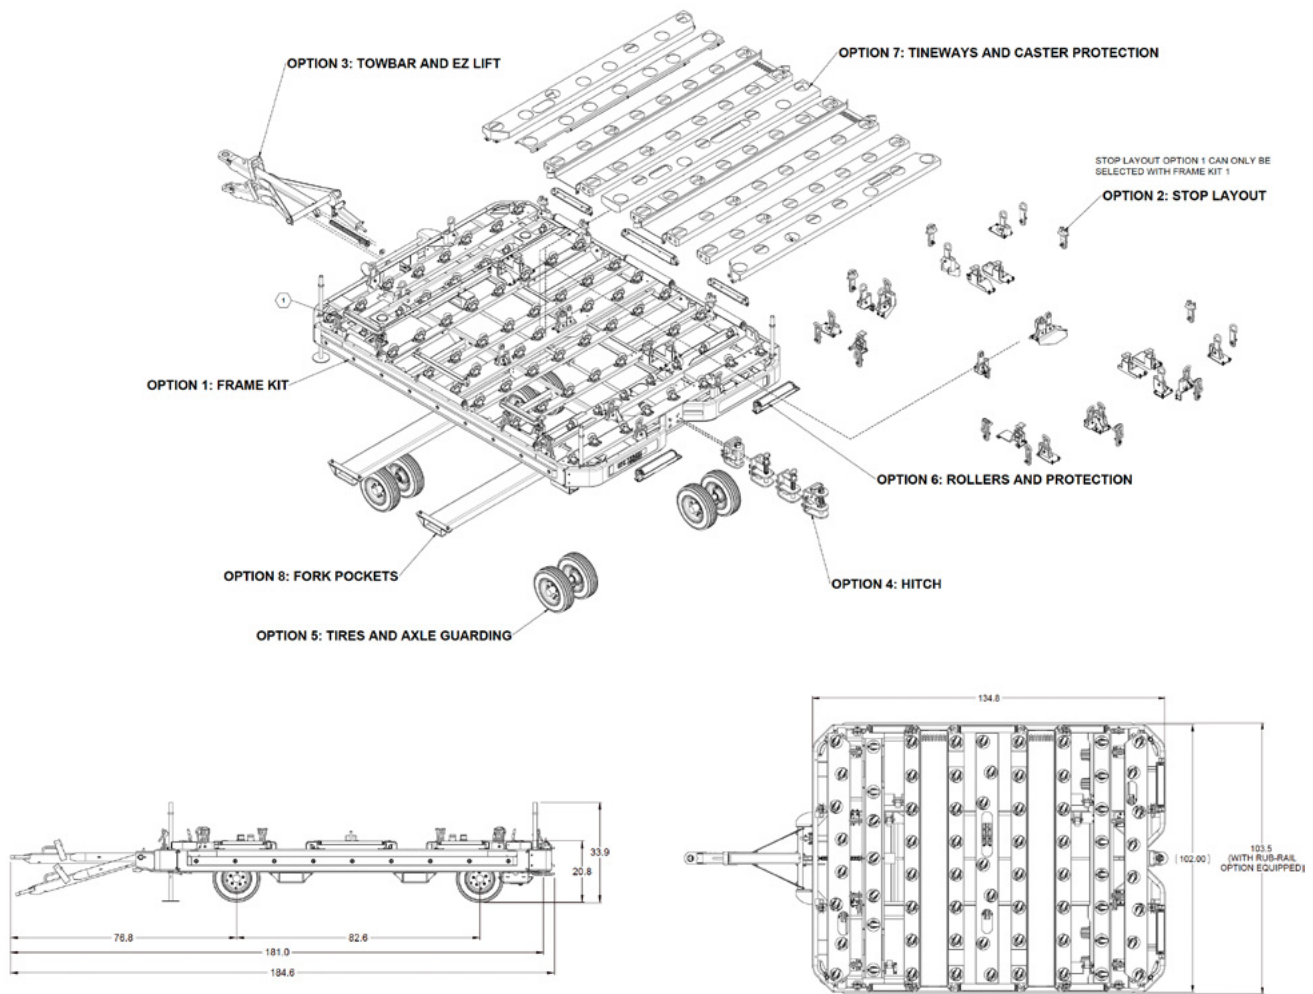 OPTION 3: TOWBAR AND EZ LIFT
OPTION 7: TINEWAYS AND CASTER PROTECTION
STOP LAYOUT OPTION 1 CAN ONLY BE
SELECTED WITH FRAME KIT 1
OPTION 2: STOP LAYOUT
1
OPTION 1: FRAME KIT
OPTION 6: ROLLERS AND PROTECTION
OPTION 8: FORK POCKETS
OPTION 4: HITCH
OPTION 5: TIRES AND AXLE GUARDING
134.8
33.9
20.8
[102.00]
103.5
(WITH RUB-RAIL
OPTION EQUIPPED)
76.8
82.6
181.0
184.6